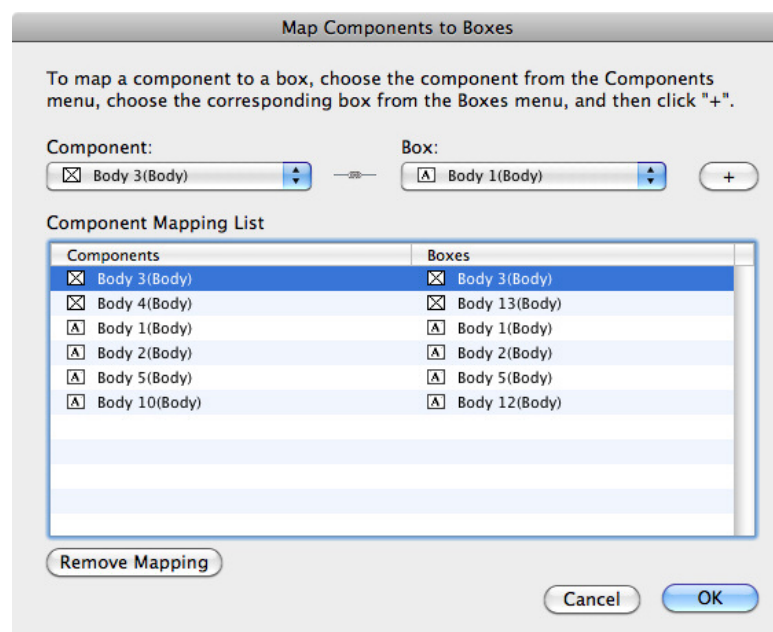 Map Components to Boxes
To map a component to a box, choose the component from the Components
menu, choose the corresponding box from the Boxes menu, and then click "+".
Component: Box:
Body 3(Body) A Body 1(Body) +
Component Mapping List
Components Boxes
Body 3(Body) Body 3(Body)
Body 4(Body) Body 13(Body)
A Body 1(Body) A Body 1(Body)
A Body 2(Body) A Body 2(Body)
A Body 5(Body) A Body 5(Body)
A Body 10(Body) A Body 12(Body)
Remove Mapping
Cancel OK